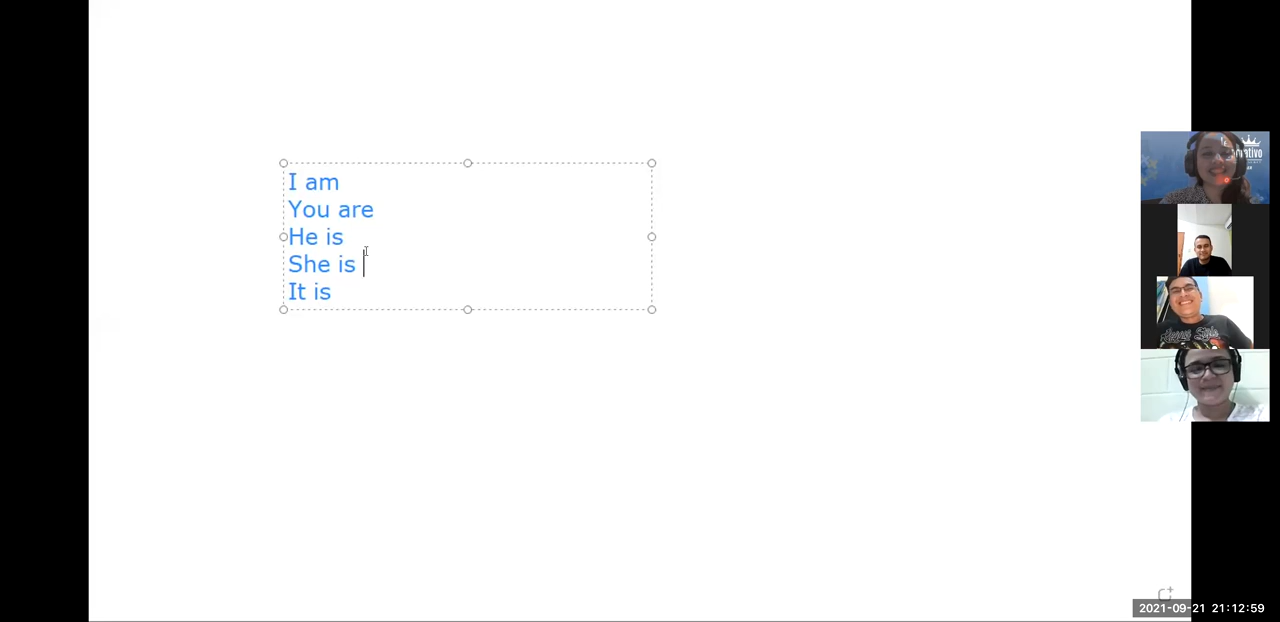 I am
You are
He is
She is
It is
2021-09-21 21:12:59